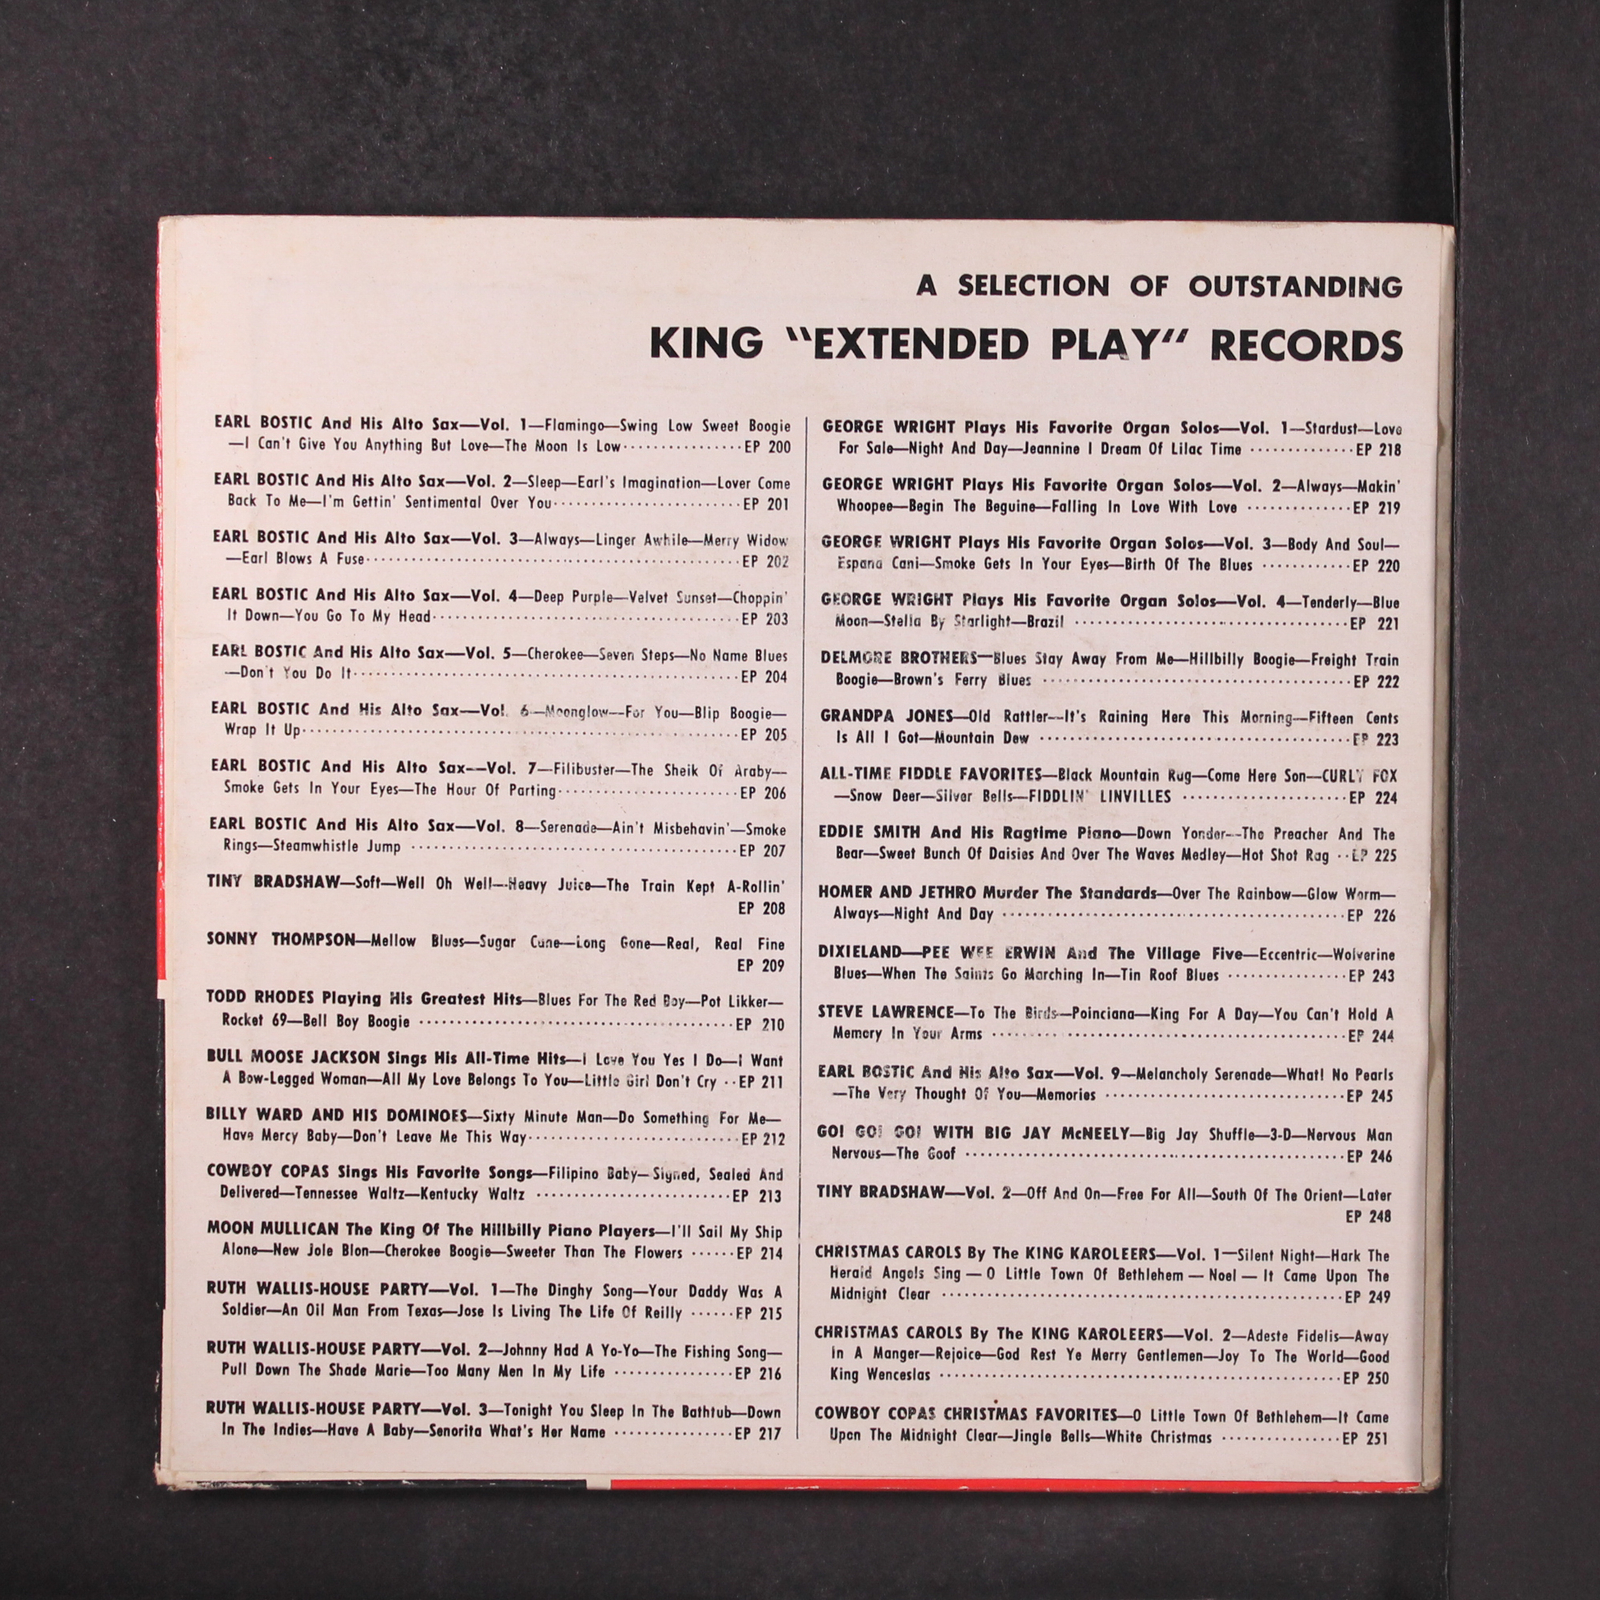 A SELECTION OF OUTSTANDING
KING "EXTENDED PLAY" RECORDS
EARL BOSTIC And His Alto Sax—Vol. 1—Flamingo—Swing Low Sweet Boogie
—I Can't Give You Anything But Love—The Moon Is Low················EP 200
EARL BOSTIC And His Alto Sax—Vol. 2—Sleep—Earl's Imagination—Lover Come
Back To Me—I'm Gettin' Sentimental Over You·························EP 201
EARL BOSTIC And His Alto Sax—Vol. 3—Always—Linger Awhile—Merry Widow
—Earl Blows A Fuse··················································EP 202
EARL BOSTIC And His Alto Sax—Vol. 4—Deep Purple—Velvet Sunset—Choppin'
It Down—You Go To My Head·········································EP 203
EARL BOSTIC And His Alto Sax—Vol. 5—Cherokee—Seven Steps—No Name Blues
—Don't You Do It···················································EP 204
EARL BOSTIC And His Alto Sax—Vol. 6—Moonglow—For You—Blip Boogie—
Wrap It Up··························································EP 205
EARL BOSTIC And His Alto Sax—Vol. 7—Filibuster—The Sheik Of Araby—
Smoke Gets In Your Eyes—The Hour Of Parting························EP 206
EARL BOSTIC And His Alto Sax—Vol. 8—Serenade—Ain't Misbehavin'—Smoke
Rings—Steamwhistle Jump ···········································EP 207
TINY BRADSHAW—Soft—Well Oh Well—Heavy Juice—The Train Kept A-Rollin'
EP 208
SONNY THOMPSON—Mellow Blues—Sugar Cane—Long Gone—Real, Real Fine
EP 209
TODD RHODES Playing His Greatest Hits—Blues For The Red Boy—Pot Likker—
Rocket 69—Bell Boy Boogie ··········································EP 210
BULL MOOSE JACKSON Sings His All-Time Hits—I Love You Yes I Do—I Want
A Bow-Legged Woman—All My Love Belongs To You—Little Girl Don't Cry ··EP 211
BILLY WARD AND HIS DOMINOES—Sixty Minute Man—Do Something For Me—
Have Mercy Baby—Don't Leave Me This Way····························EP 212
COWBOY COPAS Sings His Favorite Songs—Filipino Baby—Signed, Sealed And
Delivered—Tennessee Waltz—Kentucky Waltz ··························EP 213
MOON MULLICAN The King Of The Hillbilly Piano Players—I'll Sail My Ship
Alone—New Jole Blon—Cherokee Boogie—Sweeter Than The Flowers ······EP 214
RUTH WALLIS-HOUSE PARTY—Vol. 1—The Dinghy Song—Your Daddy Was A
Soldier—An Oil Man From Texas—Jose Is Living The Life Of Reilly ······EP 215
RUTH WALLIS-HOUSE PARTY—Vol. 2—Johnny Had A Yo-Yo—The Fishing Song—
Pull Down The Shade Marie—Too Many Men In My Life ················EP 216
RUTH WALLIS-HOUSE PARTY—Vol. 3—Tonight You Sleep In The Bathtub—Down
In The Indies—Have A Baby—Senorita What's Her Name ················EP 217
GEORGE WRIGHT Plays His Favorite Organ Solos—Vol. 1—Stardust—Love
For Sale—Night And Day—Jeannine I Dream Of Lilac Time ··············EP 218
GEORGE WRIGHT Plays His Favorite Organ Solos—Vol. 2—Always—Makin'
Whoopee—Begin The Beguine—Falling In Love With Love ··············EP 219
GEORGE WRIGHT Plays His Favorite Organ Solos—Vol. 3—Body And Soul—
Espana Cani—Smoke Gets In Your Eyes—Birth Of The Blues ············EP 220
GEORGE WRIGHT Plays His Favorite Organ Solos—Vol. 4—Tenderly—Blue
Moon—Stella By Starlight—Brazil ····································EP 221
DELMORE BROTHERS—Blues Stay Away From Me—Hillbilly Boogie—Freight Train
Boogie—Brown's Ferry Blues ·········································EP 222
GRANDPA JONES—Old Rattler—It's Raining Here This Morning—Fifteen Cents
Is All I Got—Mountain Dew ·········································EP 223
ALL-TIME FIDDLE FAVORITES—Black Mountain Rug—Come Here Son—CURLY FOX
—Snow Deer—Silver Bells—FIDDLIN' LINVILLES ······················EP 224
EDDIE SMITH And His Ragtime Piano—Down Yonder—The Preacher And The
Bear—Sweet Bunch Of Daisies And Over The Waves Medley—Hot Shot Rag ··EP 225
HOMER AND JETHRO Murder The Standards—Over The Rainbow—Glow Worm—
Always—Night And Day ·············································EP 226
DIXIELAND—PEE WEE ERWIN And The Village Five—Eccentric—Wolverine
Blues—When The Saints Go Marching In—Tin Roof Blues ················EP 243
STEVE LAWRENCE—To The Birds—Poinciana—King For A Day—You Can't Hold A
Memory In Your Arms ···············································EP 244
EARL BOSTIC And His Alto Sax—Vol. 9—Melancholy Serenade—What! No Pearls
—The Very Thought Of You—Memories ································EP 245
GO! GO! GO! WITH BIG JAY McNEELY—Big Jay Shuffle—3-D—Nervous Man
Nervous—The Goof ··················································EP 246
TINY BRADSHAW—Vol. 2—Off And On—Free For All—South Of The Orient—Later
EP 248
CHRISTMAS CAROLS By The KING KAROLEERS—Vol. 1—Silent Night—Hark The
Herald Angels Sing — O Little Town Of Bethlehem — Noel — It Came Upon The
Midnight Clear ······················································EP 249
CHRISTMAS CAROLS By The KING KAROLEERS—Vol. 2—Adeste Fidelis—Away
In A Manger—Rejoice—God Rest Ye Merry Gentlemen—Joy To The World—Good
King Wenceslas ······················································EP 250
COWBOY COPAS CHRISTMAS FAVORITES—O Little Town Of Bethlehem—It Came
Upon The Midnight Clear—Jingle Bells—White Christmas ················EP 251